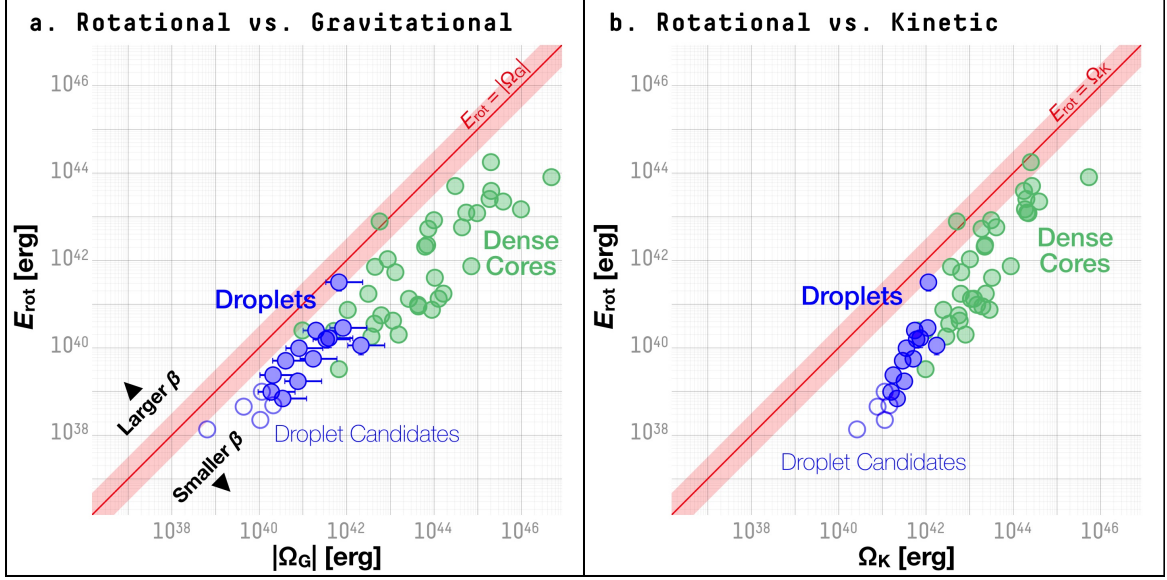 a. Rotational vs. Gravitational
E_rot [erg]
10^46
10^44
10^42
10^40
10^38
E_rot = |Ω_G|
Dense
Cores
Droplets
Droplet Candidates
Larger β
Smaller β
10^38
10^40
10^42
10^44
10^46
|Ω_G| [erg]
b. Rotational vs. Kinetic
E_rot [erg]
10^46
10^44
10^42
10^40
10^38
E_rot = Ω_K
Dense
Cores
Droplets
Droplet Candidates
10^38
10^40
10^42
10^44
10^46
Ω_K [erg]